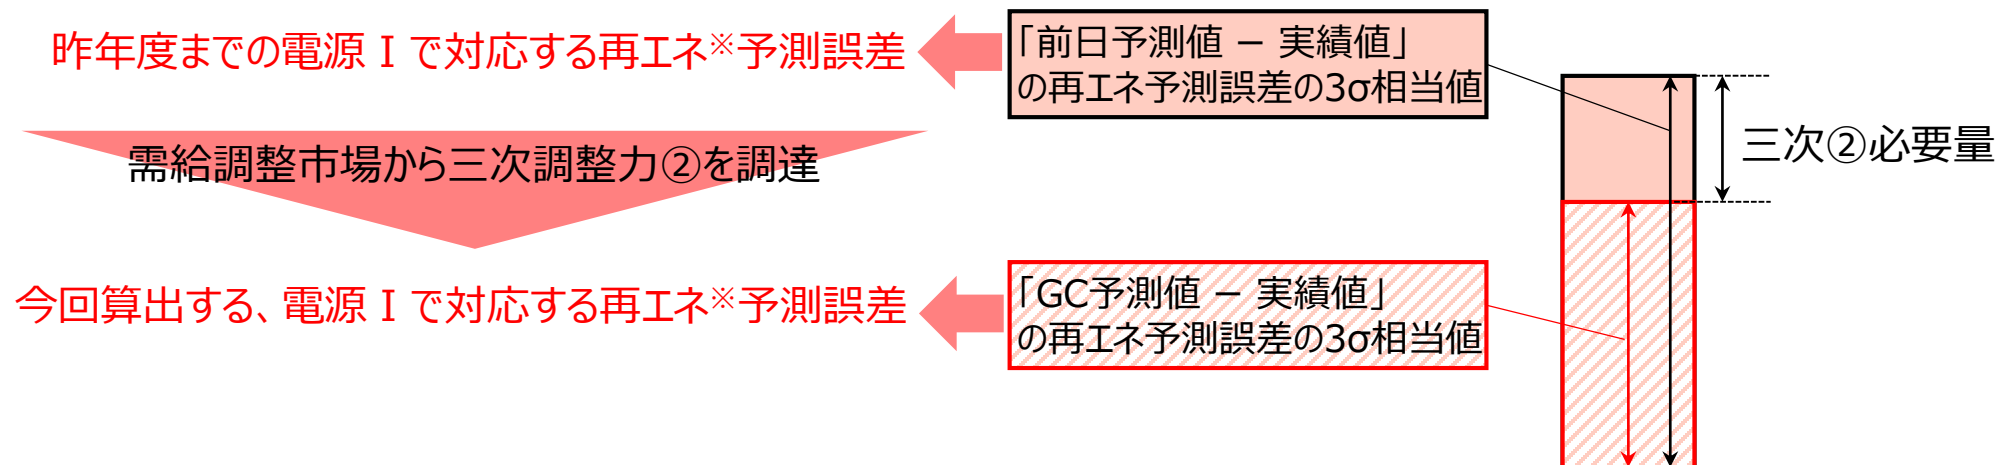 昨年度までの電源Ⅰで対応する再エネ※予測誤差
「前日予測値 － 実績値」
の再エネ予測誤差の3σ相当値
三次②必要量
需給調整市場から三次調整力②を調達
今回算出する、電源Ⅰで対応する再エネ※予測誤差
「GC予測値 － 実績値」
の再エネ予測誤差の3σ相当値